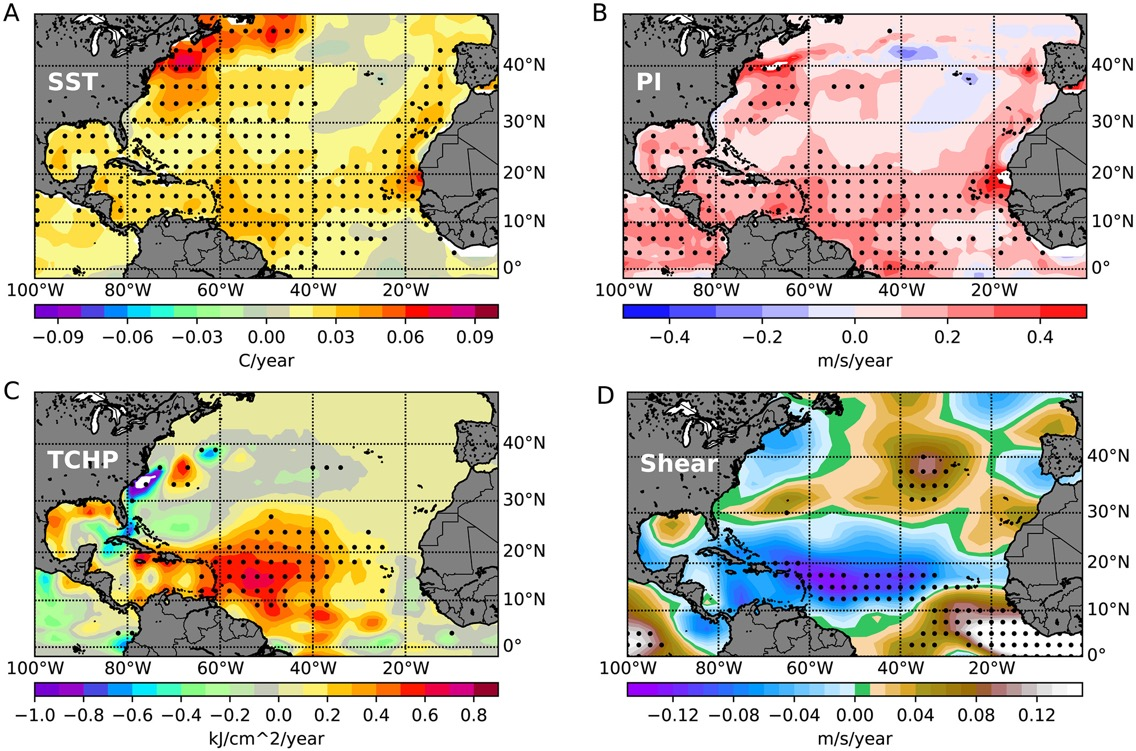 A
SST
B
PI
40°N
30°N
20°N
10°N
0°
40°N
30°N
20°N
10°N
0°
100°W 80°W 60°W 40°W 20°W
100°W 80°W 60°W 40°W 20°W
−0.09 −0.06 −0.03 0.00 0.03 0.06 0.09
C/year
−0.4 −0.2 0.0 0.2 0.4
m/s/year
C
TCHP
D
Shear
40°N
30°N
20°N
10°N
0°
40°N
30°N
20°N
10°N
0°
100°W 80°W 60°W 40°W 20°W
100°W 80°W 60°W 40°W 20°W
−1.0 −0.8 −0.6 −0.4 −0.2 0.0 0.2 0.4 0.6 0.8
kJ/cm^2/year
−0.12 −0.08 −0.04 0.00 0.04 0.08 0.12
m/s/year